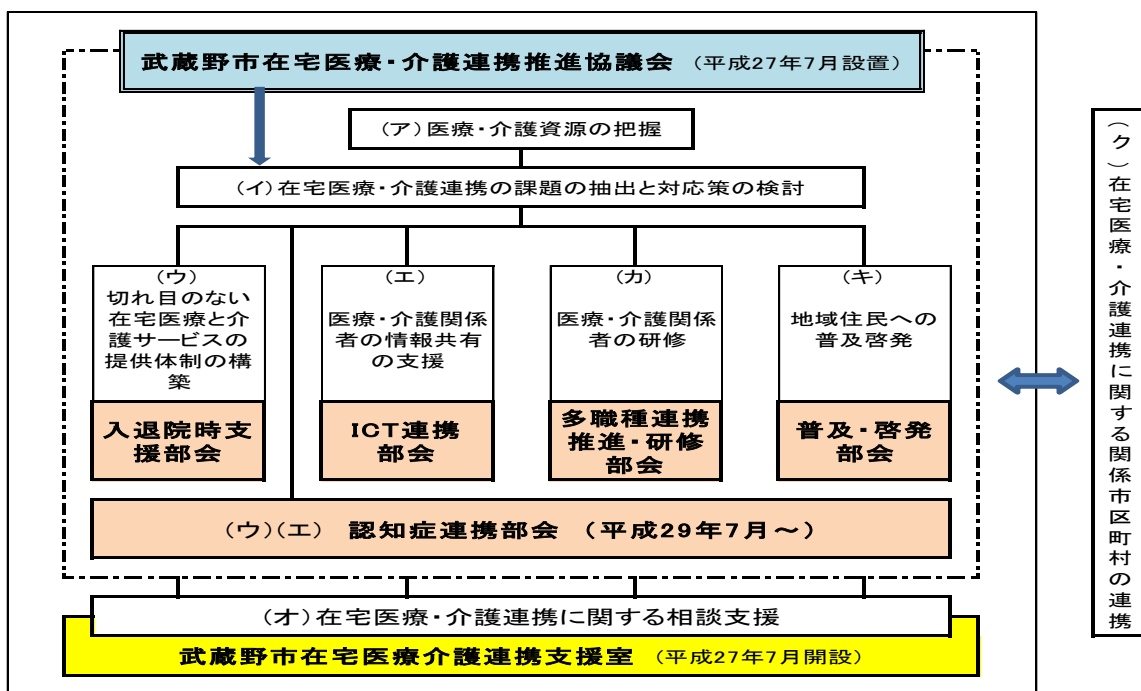 武蔵野市在宅医療・介護連携推進協議会 (平成27年7月設置)
(ア)医療・介護資源の把握
(イ)在宅医療・介護連携の課題の抽出と対応策の検討
(ウ)
切れ目のない
在宅医療と介
護サービスの
提供体制の構
築
入退院時支
援部会
(エ)
医療・介護関係
者の情報共有
の支援
ICT連携
部会
(カ)
医療・介護関係
者の研修
多職種連携
推進・研修
部会
(キ)
地域住民への
普及啓発
普及・啓発
部会
(ウ)(エ) 認知症連携部会 (平成29年7月~)
(オ)在宅医療・介護連携に関する相談支援
武蔵野市在宅医療介護連携支援室 (平成27年7月開設)
(ク)在宅医療・介護連携に関する関係市区町村の連携